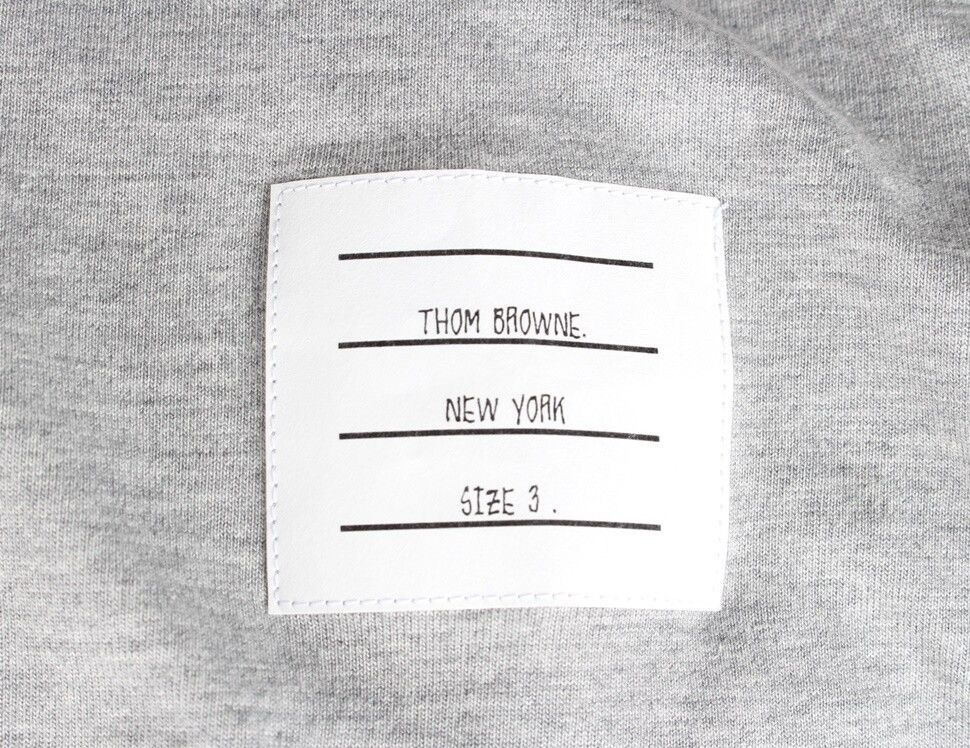 THOM BROWNE.
NEW YORK
SIZE 3 .